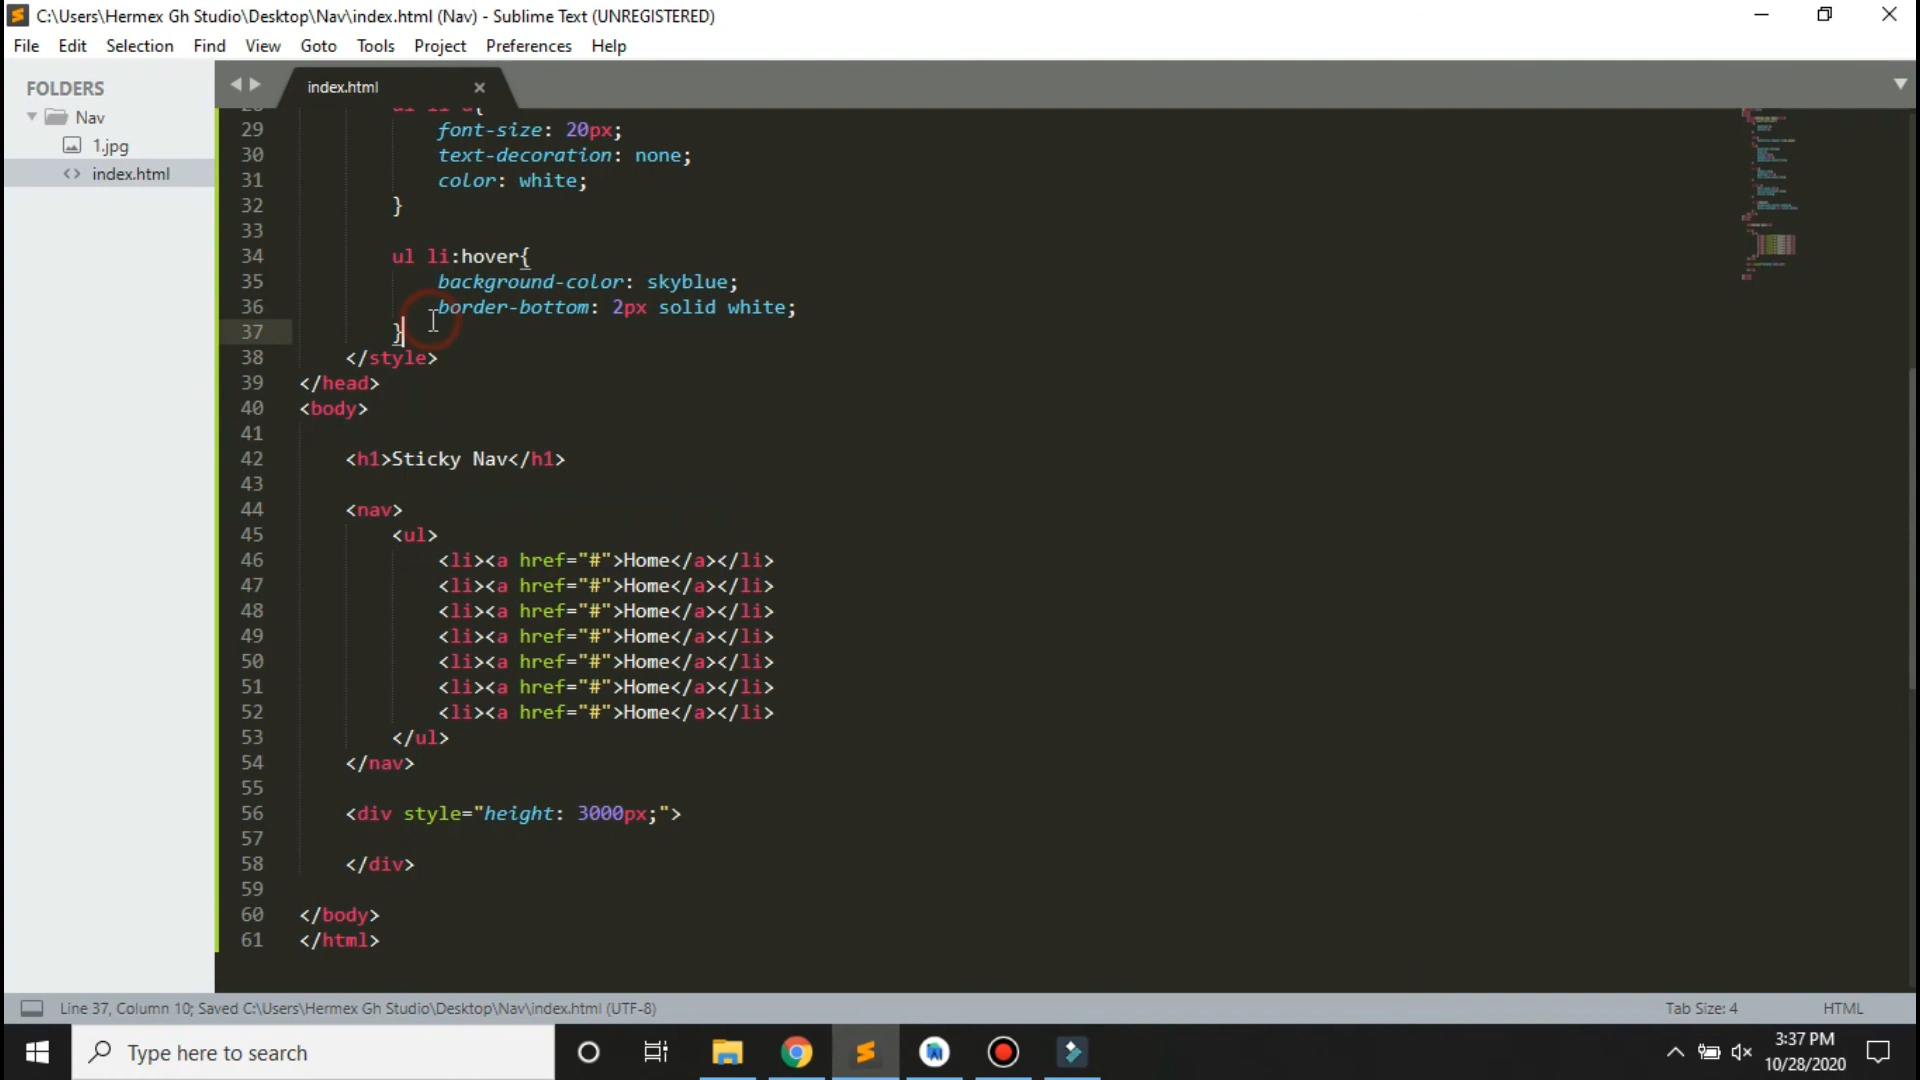 C:\Users\Hermex Gh Studio\Desktop\Nav\index.html (Nav) - Sublime Text (UNREGISTERED)
File Edit Selection Find View Goto Tools Project Preferences Help
FOLDERS
Nav
1.jpg
index.html
index.html
28 ul li a{
29 font-size: 20px;
30 text-decoration: none;
31 color: white;
32 }
33
34 ul li:hover{
35 background-color: skyblue;
36 border-bottom: 2px solid white;
37 }
38 </style>
39 </head>
40 <body>
41
42 <h1>Sticky Nav</h1>
43
44 <nav>
45 <ul>
46 <li><a href="#">Home</a></li>
47 <li><a href="#">Home</a></li>
48 <li><a href="#">Home</a></li>
49 <li><a href="#">Home</a></li>
50 <li><a href="#">Home</a></li>
51 <li><a href="#">Home</a></li>
52 <li><a href="#">Home</a></li>
53 </ul>
54 </nav>
55
56 <div style="height: 3000px;">
57
58 </div>
59
60 </body>
61 </html>
Line 37, Column 10; Saved C:\Users\Hermex Gh Studio\Desktop\Nav\index.html (UTF-8) Tab Size: 4 HTML
Type here to search
3:37 PM
10/28/2020